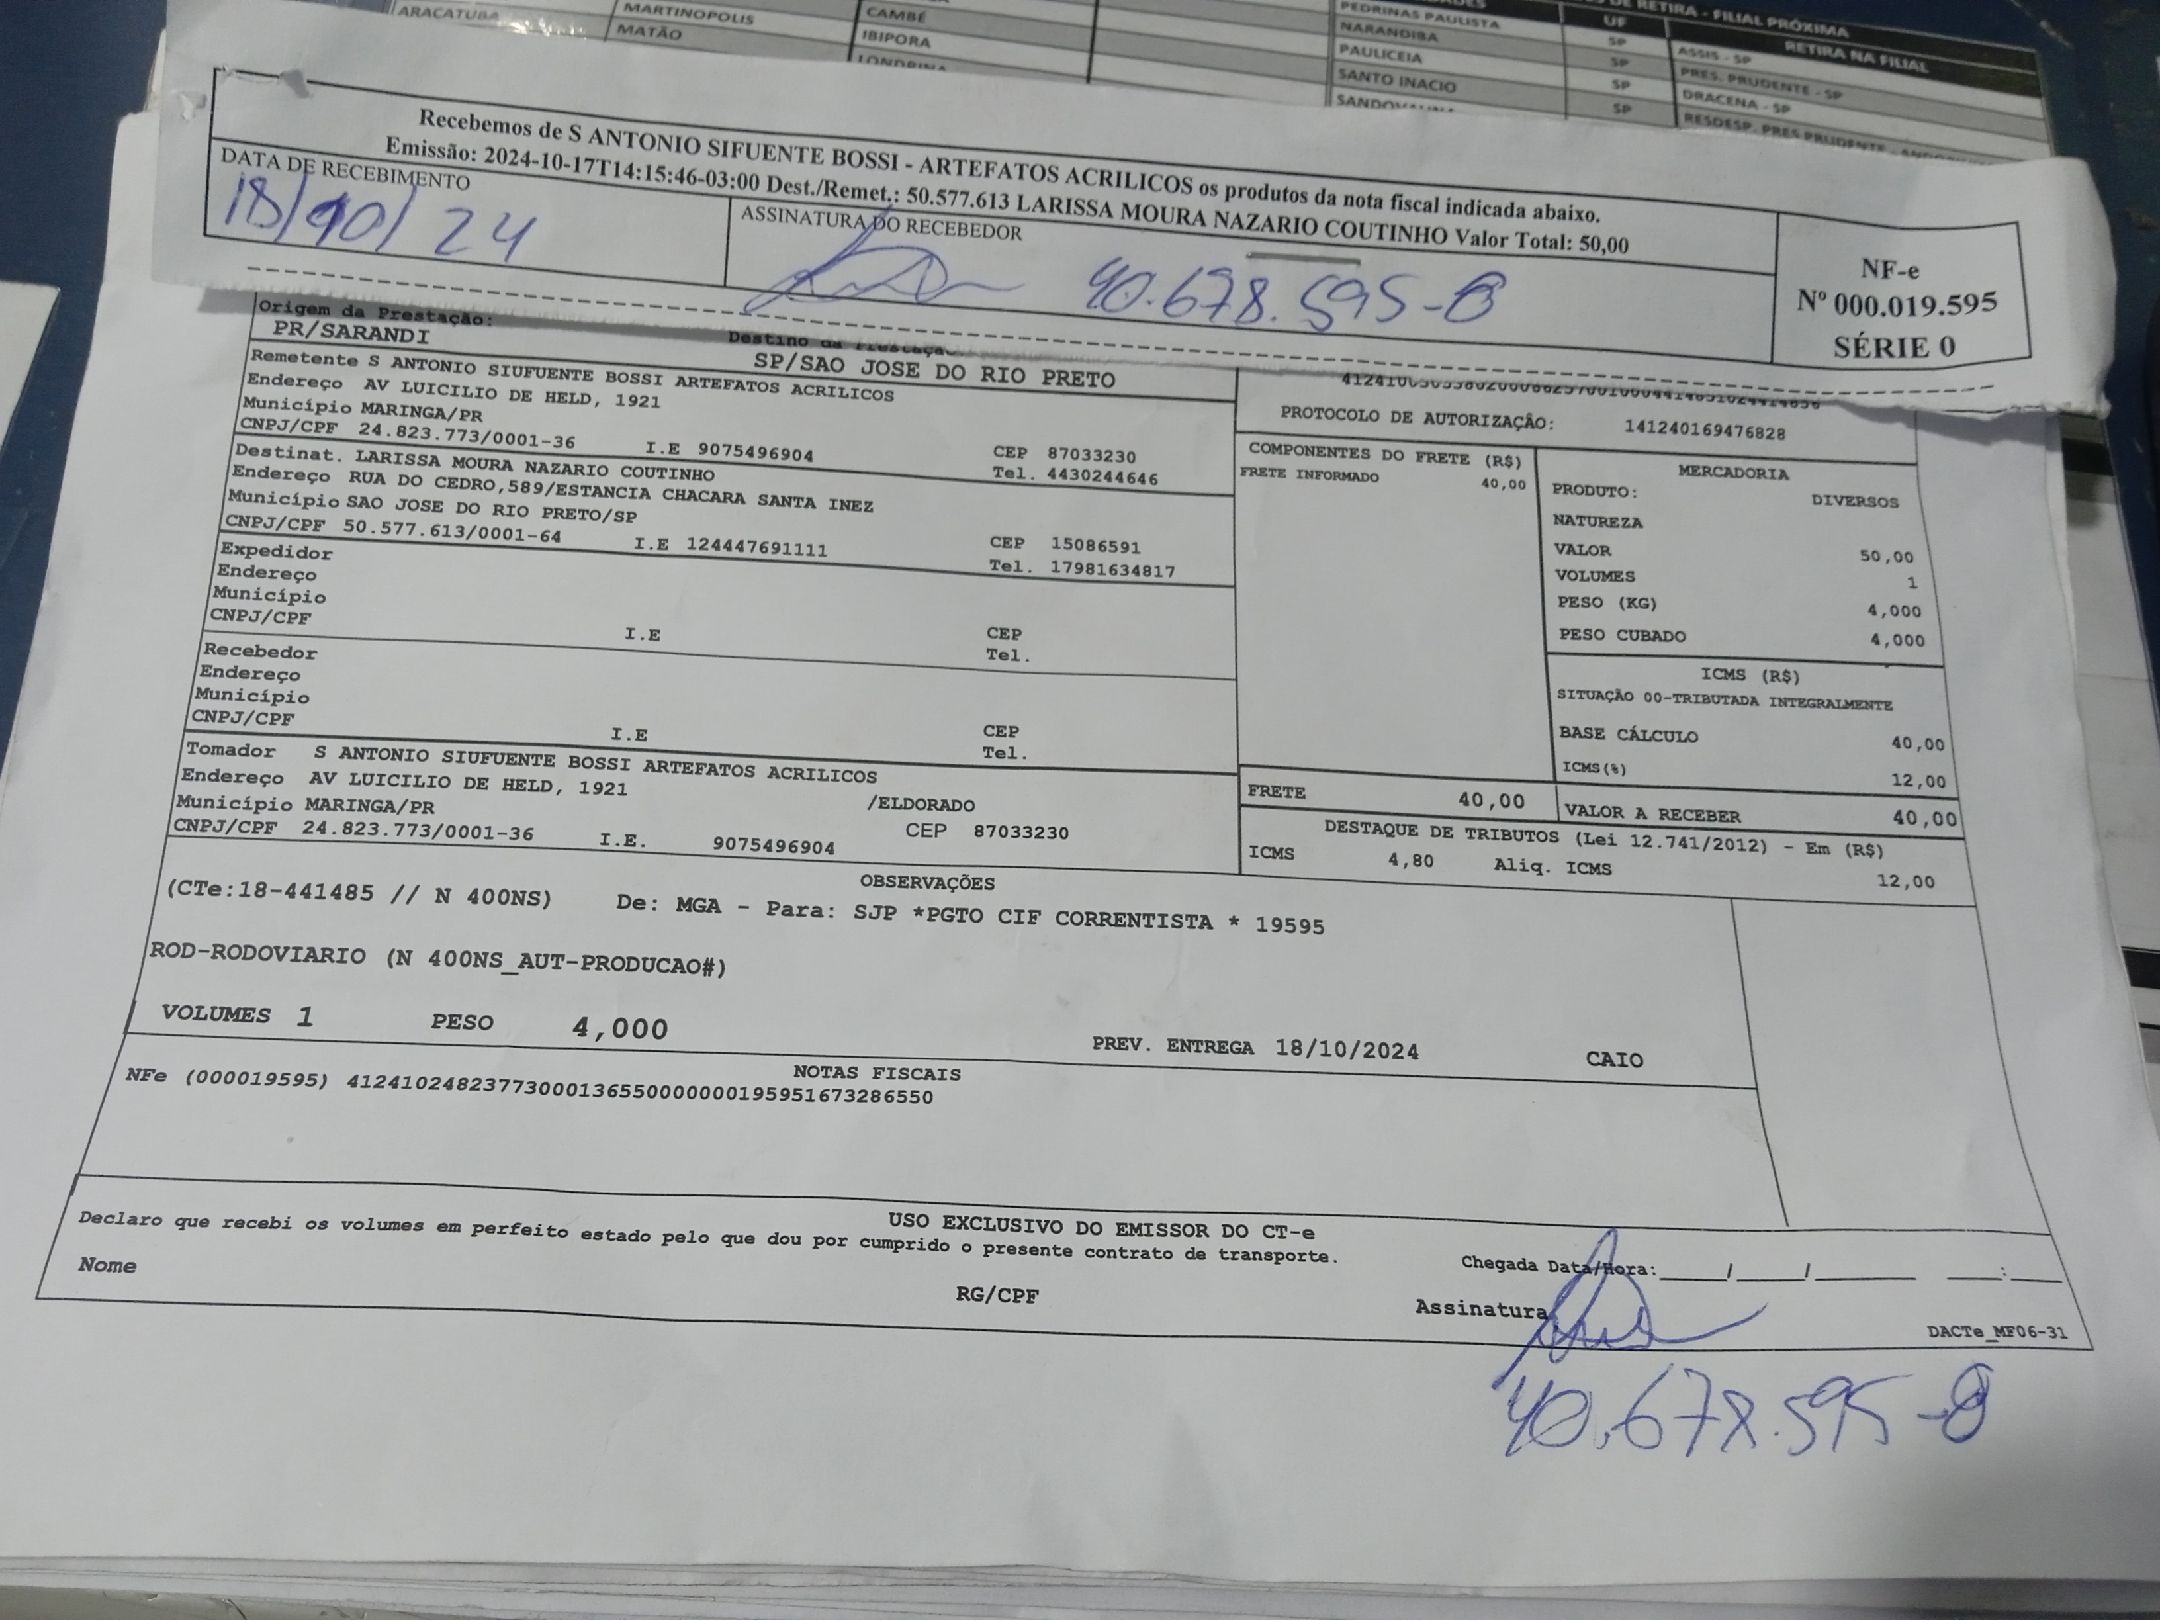 ARACATUBA MARTINOPOLIS CAMBÉ
MATÃO IBIPORA
LONDRINA
PEDRINAS PAULISTA UF RETIRA - FILIAL PRÓXIMA
NARANDIBA SP RETIRA NA FILIAL
PAULICEIA SP ASSIS - SP
SANTO INACIO SP PRES. PRUDENTE - SP
SP DRACENA - SP
Recebemos de S ANTONIO SIFUENTE BOSSI - ARTEFATOS ACRILICOS os produtos da nota fiscal indicada abaixo.
Emissão: 2024-10-17T14:15:46-03:00 Dest./Remet.: 50.577.613 LARISSA MOURA NAZARIO COUTINHO Valor Total: 50,00
DATA DE RECEBIMENTO
18/10/24
ASSINATURA DO RECEBEDOR
40.678.595-8
NF-e
Nº 000.019.595
SÉRIE 0
Origem da Prestação:
PR/SARANDI
Destino da Prestação
SP/SAO JOSE DO RIO PRETO
Remetente S ANTONIO SIUFUENTE BOSSI ARTEFATOS ACRILICOS
Endereço AV LUICILIO DE HELD, 1921
Município MARINGA/PR CEP 87033230
CNPJ/CPF 24.823.773/0001-36 I.E 9075496904 Tel. 4430244646
Destinat. LARISSA MOURA NAZARIO COUTINHO
Endereço RUA DO CEDRO,589/ESTANCIA CHACARA SANTA INEZ
Município SAO JOSE DO RIO PRETO/SP CEP 15086591
CNPJ/CPF 50.577.613/0001-64 I.E 124447691111 Tel. 17981634817
Expedidor
Endereço
Município CEP
CNPJ/CPF I.E Tel.
Recebedor
Endereço
Município CEP
CNPJ/CPF I.E Tel.
Tomador S ANTONIO SIUFUENTE BOSSI ARTEFATOS ACRILICOS
Endereço AV LUICILIO DE HELD, 1921 /ELDORADO
Município MARINGA/PR CEP 87033230
CNPJ/CPF 24.823.773/0001-36 I.E. 9075496904
PROTOCOLO DE AUTORIZAÇÃO: 141240169476828
COMPONENTES DO FRETE (R$)
FRETE INFORMADO 40,00
MERCADORIA
PRODUTO: DIVERSOS
NATUREZA
VALOR 50,00
VOLUMES 1
PESO (KG) 4,000
PESO CUBADO 4,000
ICMS (R$)
SITUAÇÃO 00-TRIBUTADA INTEGRALMENTE
BASE CÁLCULO 40,00
ICMS(%) 12,00
FRETE 40,00 VALOR A RECEBER 40,00
DESTAQUE DE TRIBUTOS (Lei 12.741/2012) - Em (R$)
ICMS 4,80 Aliq. ICMS 12,00
OBSERVAÇÕES
(CTe:18-441485 // N 400NS) De: MGA - Para: SJP *PGTO CIF CORRENTISTA * 19595
ROD-RODOVIARIO (N 400NS_AUT-PRODUCAO#)
VOLUMES 1 PESO 4,000 PREV. ENTREGA 18/10/2024 CAIO
NOTAS FISCAIS
NFe (000019595) 41241024823773000136550000000195951673286550
USO EXCLUSIVO DO EMISSOR DO CT-e
Declaro que recebi os volumes em perfeito estado pelo que dou por cumprido o presente contrato de transporte.
Chegada Data/Hora:____/____/______ ___:___
Nome RG/CPF Assinatura
DACTe_MF06-31
40.678.595-8